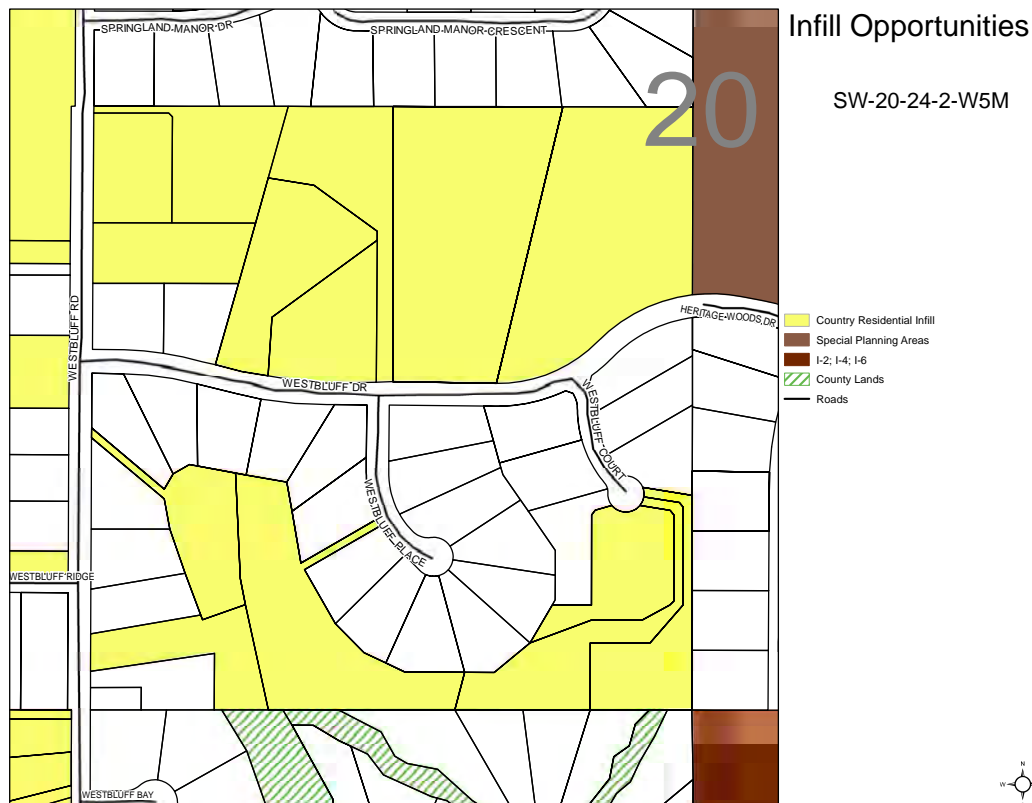 Infill Opportunities
SPRINGLAND MANOR DR
SPRINGLAND MANOR CRESCENT
20
SW-20-24-2-W5M
WESTBLUFF RD
HERITAGE WOODS DR
Country Residential Infill
Special Planning Areas
I-2; I-4; I-6
County Lands
Roads
WESTBLUFF DR
WESTBLUFF COURT
WESTBLUFF PLACE
WESTBLUFF RIDGE
WESTBLUFF BAY
N
W